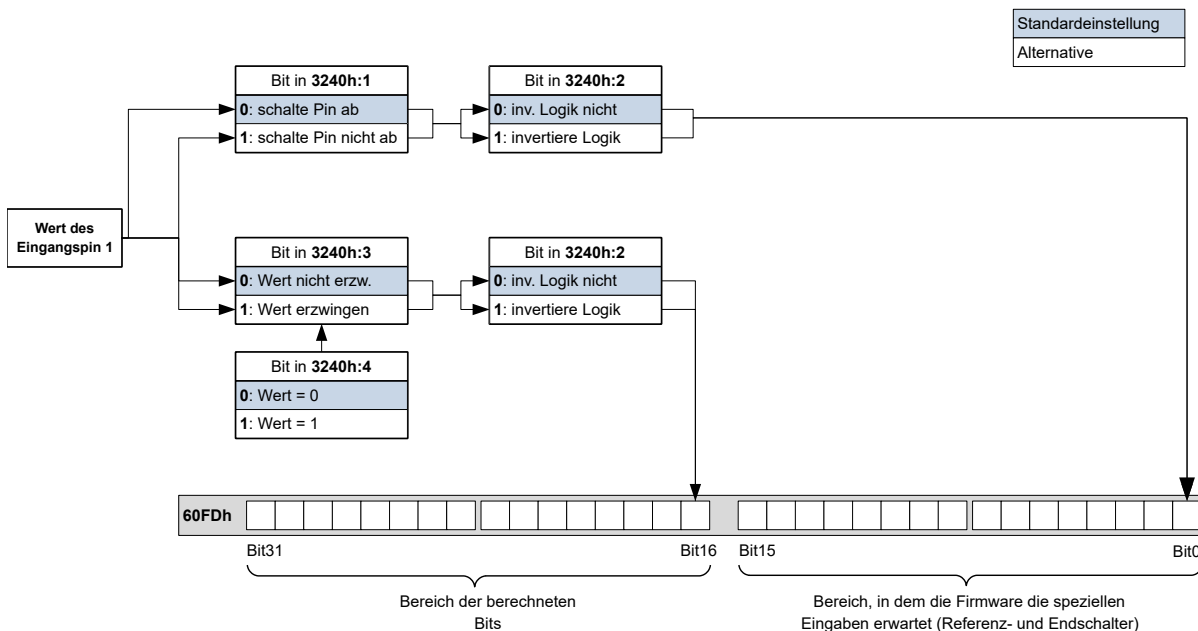 Standardeinstellung
Alternative
Bit in 3240h:1
0: schalte Pin ab
1: schalte Pin nicht ab
Bit in 3240h:2
0: inv. Logik nicht
1: invertiere Logik
Wert des
Eingangspin 1
Bit in 3240h:3
0: Wert nicht erzw.
1: Wert erzwingen
Bit in 3240h:2
0: inv. Logik nicht
1: invertiere Logik
Bit in 3240h:4
0: Wert = 0
1: Wert = 1
60FDh
Bit31
Bit16
Bit15
Bit0
Bereich der berechneten
Bits
Bereich, in dem die Firmware die speziellen
Eingaben erwartet (Referenz- und Endschalter)